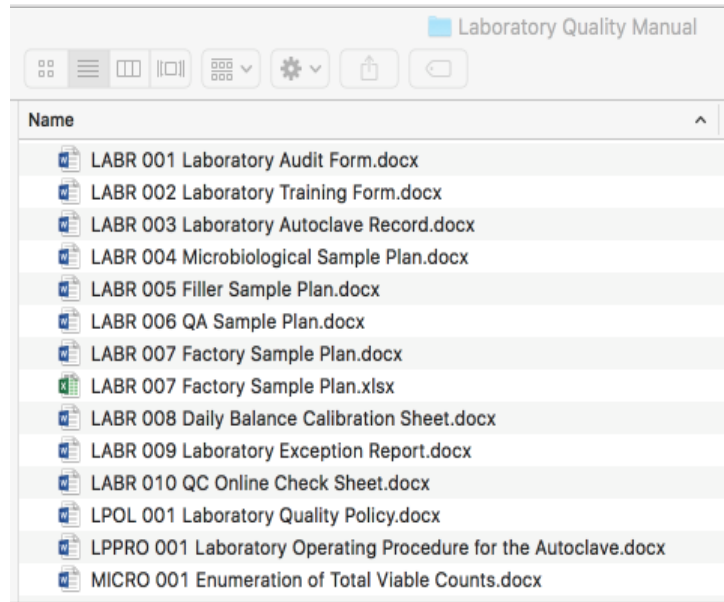 Laboratory Quality Manual
Name
LABR 001 Laboratory Audit Form.docx
LABR 002 Laboratory Training Form.docx
LABR 003 Laboratory Autoclave Record.docx
LABR 004 Microbiological Sample Plan.docx
LABR 005 Filler Sample Plan.docx
LABR 006 QA Sample Plan.docx
LABR 007 Factory Sample Plan.docx
LABR 007 Factory Sample Plan.xlsx
LABR 008 Daily Balance Calibration Sheet.docx
LABR 009 Laboratory Exception Report.docx
LABR 010 QC Online Check Sheet.docx
LPOL 001 Laboratory Quality Policy.docx
LPPRO 001 Laboratory Operating Procedure for the Autoclave.docx
MICRO 001 Enumeration of Total Viable Counts.docx